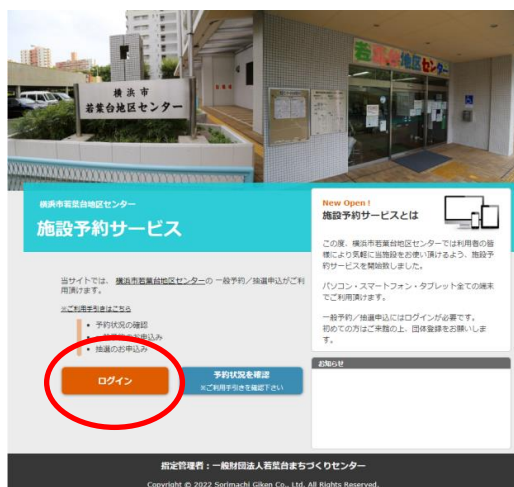 横浜市
若葉台地区センター
若葉台地区センター
横浜市若葉台地区センター
施設予約サービス
当サイトでは、横浜市若葉台地区センターの 一般予約／抽選申込がご利
用頂けます。
※ご利用手引きはこちら
• 予約状況の確認
お申込み
• 抽選のお申込み
ログイン
予約状況を確認
※ご利用手引きを確認下さい
New Open !
施設予約サービスとは
この度、横浜市若葉台地区センターでは利用者の皆
様により気軽に当施設をお使い頂けるよう、施設予
約サービスを開始致しました。
パソコン・スマートフォン・タブレット全ての端末
でご利用頂けます。
一般予約／抽選申込にはログインが必要です。
初めての方はご来館の上、団体登録をお願いしま
す。
お知らせ
指定管理者：一般財団法人若葉台まちづくりセンター
Copyright © 2022 Sorimachi Giken Co., Ltd. All Rights Reserved.